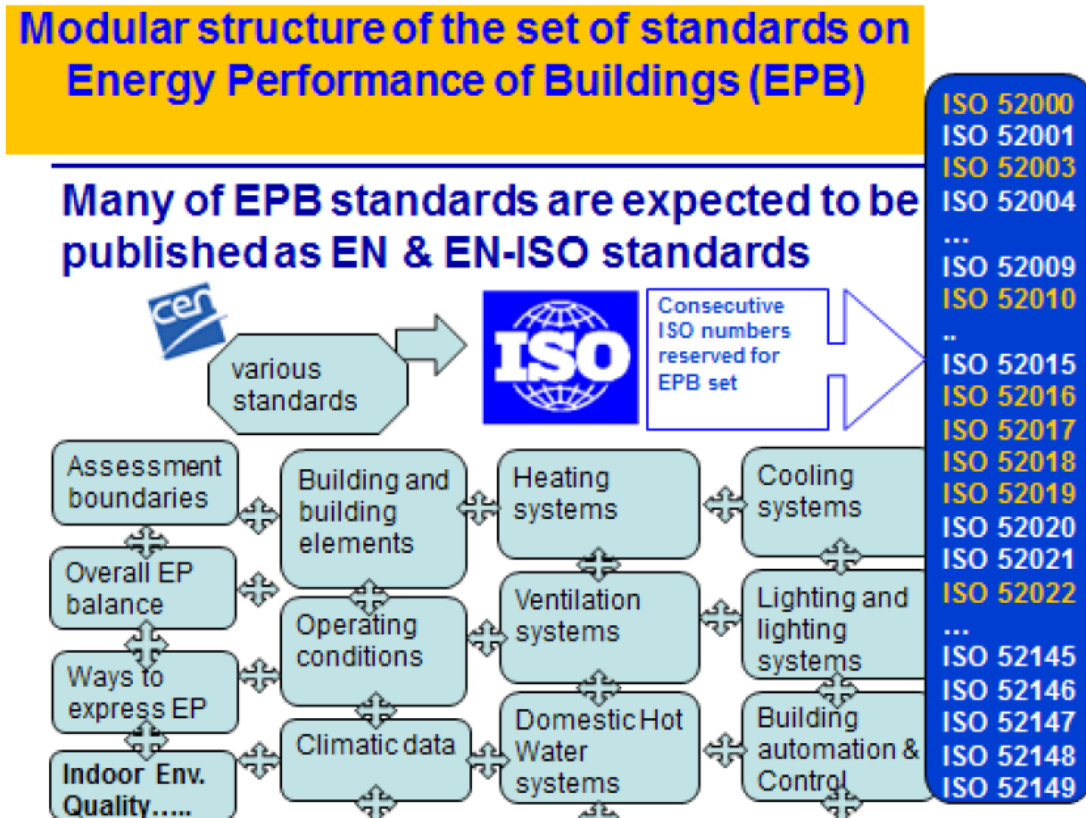 Modular structure of the set of standards on
Energy Performance of Buildings (EPB)
Many of EPB standards are expected to be
published as EN & EN-ISO standards
cen
various
standards
ISO
Consecutive
ISO numbers
reserved for
EPB set
Assessment
boundaries
Overall EP
balance
Ways to
express EP
Indoor Env.
Quality.....
Building and
building
elements
Operating
conditions
Climatic data
Heating
systems
Ventilation
systems
Domestic Hot
Water
systems
Cooling
systems
Lighting and
lighting
systems
Building
automation &
Control
ISO 52000
ISO 52001
ISO 52003
ISO 52004
...
ISO 52009
ISO 52010
..
ISO 52015
ISO 52016
ISO 52017
ISO 52018
ISO 52019
ISO 52020
ISO 52021
ISO 52022
...
ISO 52145
ISO 52146
ISO 52147
ISO 52148
ISO 52149